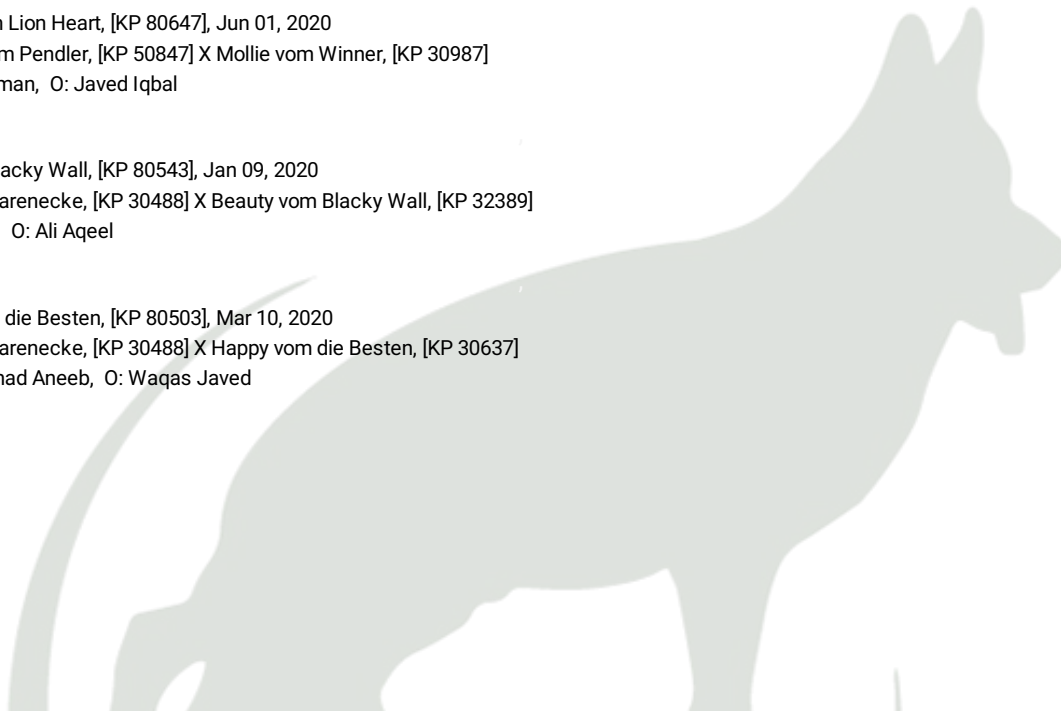 Lion Heart, [KP 80647], Jun 01, 2020
Pendler, [KP 50847] X Mollie vom Winner, [KP 30987]
man, O: Javed Iqbal
acky Wall, [KP 80543], Jan 09, 2020
arenecke, [KP 30488] X Beauty vom Blacky Wall, [KP 32389]
O: Ali Aqeel
die Besten, [KP 80503], Mar 10, 2020
arenecke, [KP 30488] X Happy vom die Besten, [KP 30637]
ad Aneeb, O: Waqas Javed